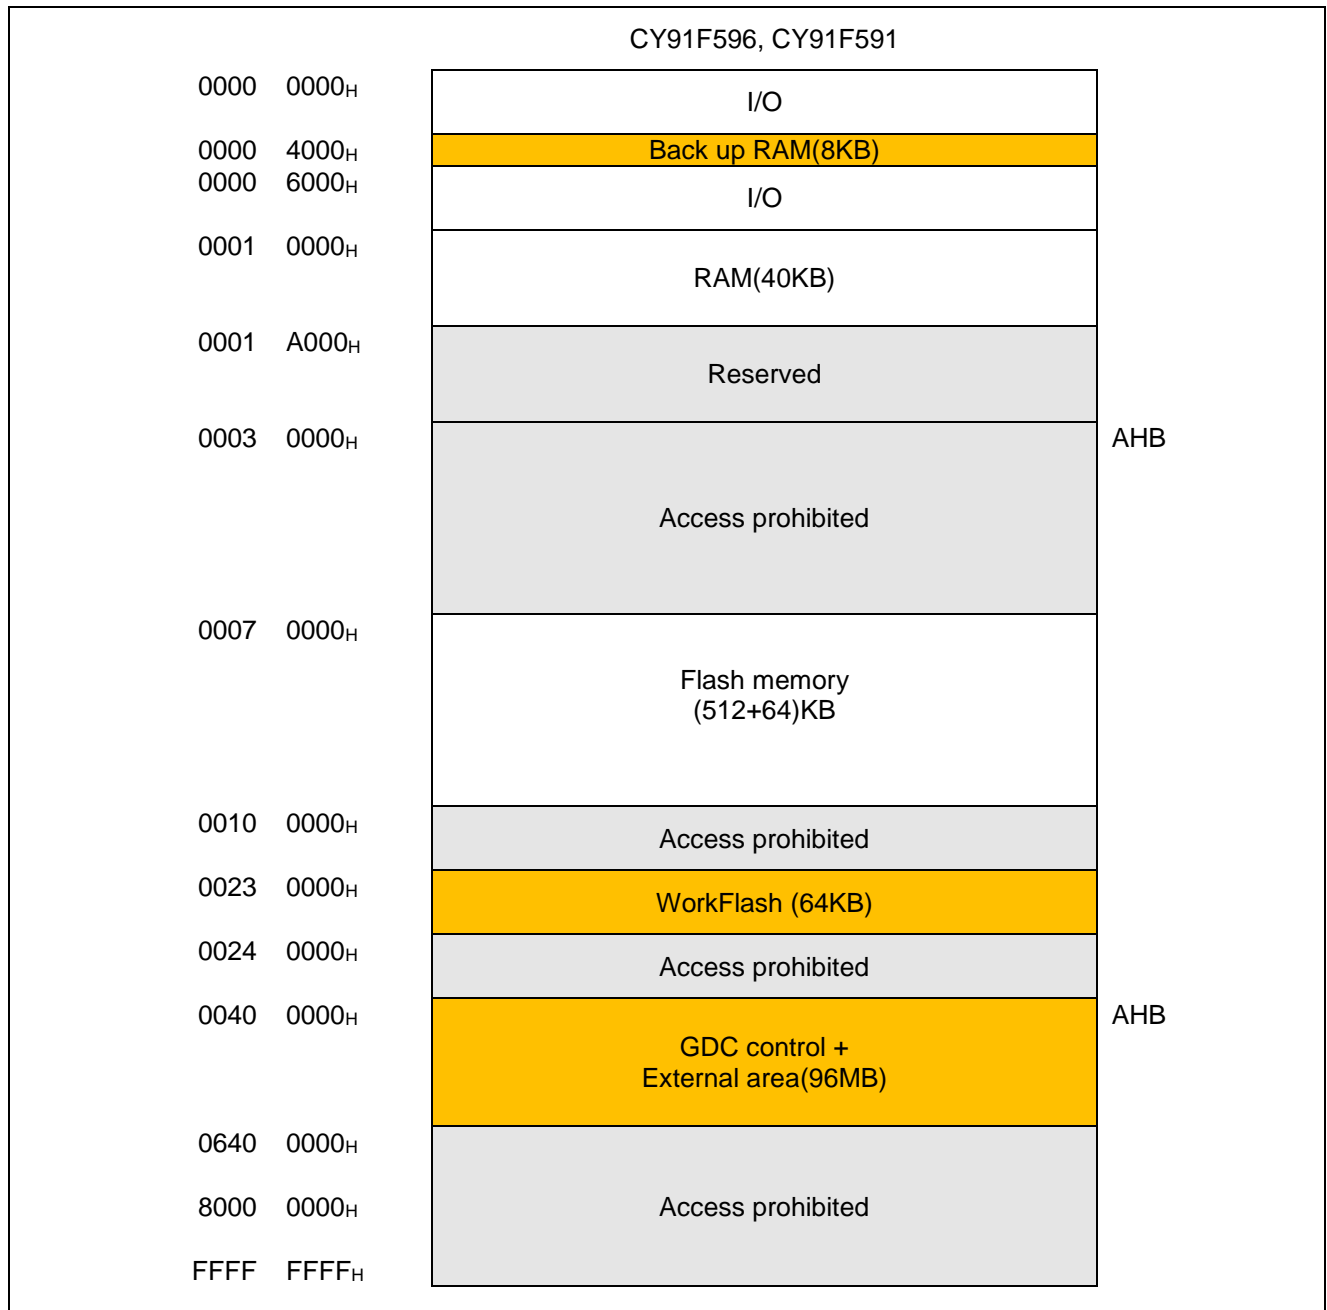 CY91F596, CY91F591
0000 0000H
I/O
0000 4000H
Back up RAM(8KB)
0000 6000H
I/O
0001 0000H
RAM(40KB)
0001 A000H
Reserved
0003 0000H
AHB
Access prohibited
0007 0000H
Flash memory
(512+64)KB
0010 0000H
Access prohibited
0023 0000H
WorkFlash (64KB)
0024 0000H
Access prohibited
0040 0000H
AHB
GDC control +
External area(96MB)
0640 0000H
8000 0000H
Access prohibited
FFFF FFFFH